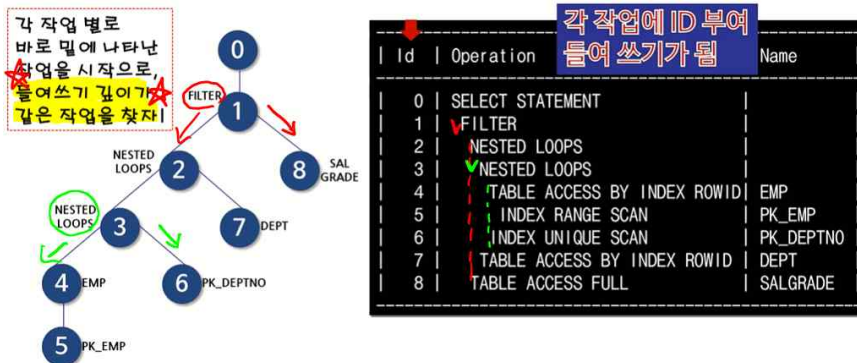 각 작업 별로
바로 밑에 나타난
작업을 시작으로,
들여쓰기 깊이가
같은 작업을 찾자!
0
FILTER
1
NESTED
LOOPS
2
8
SAL
GRADE
NESTED
LOOPS
3
7
DEPT
4
EMP
6
PK_DEPTNO
5
PK_EMP
각 작업에 ID 부여
들여 쓰기가 됨
| Id | Operation | Name
| 0 | SELECT STATEMENT |
| 1 | FILTER |
| 2 | NESTED LOOPS |
| 3 | NESTED LOOPS |
| 4 | TABLE ACCESS BY INDEX ROWID| EMP
| 5 | INDEX RANGE SCAN | PK_EMP
| 6 | INDEX UNIQUE SCAN | PK_DEPTNO
| 7 | TABLE ACCESS BY INDEX ROWID | DEPT
| 8 | TABLE ACCESS FULL | SALGRADE